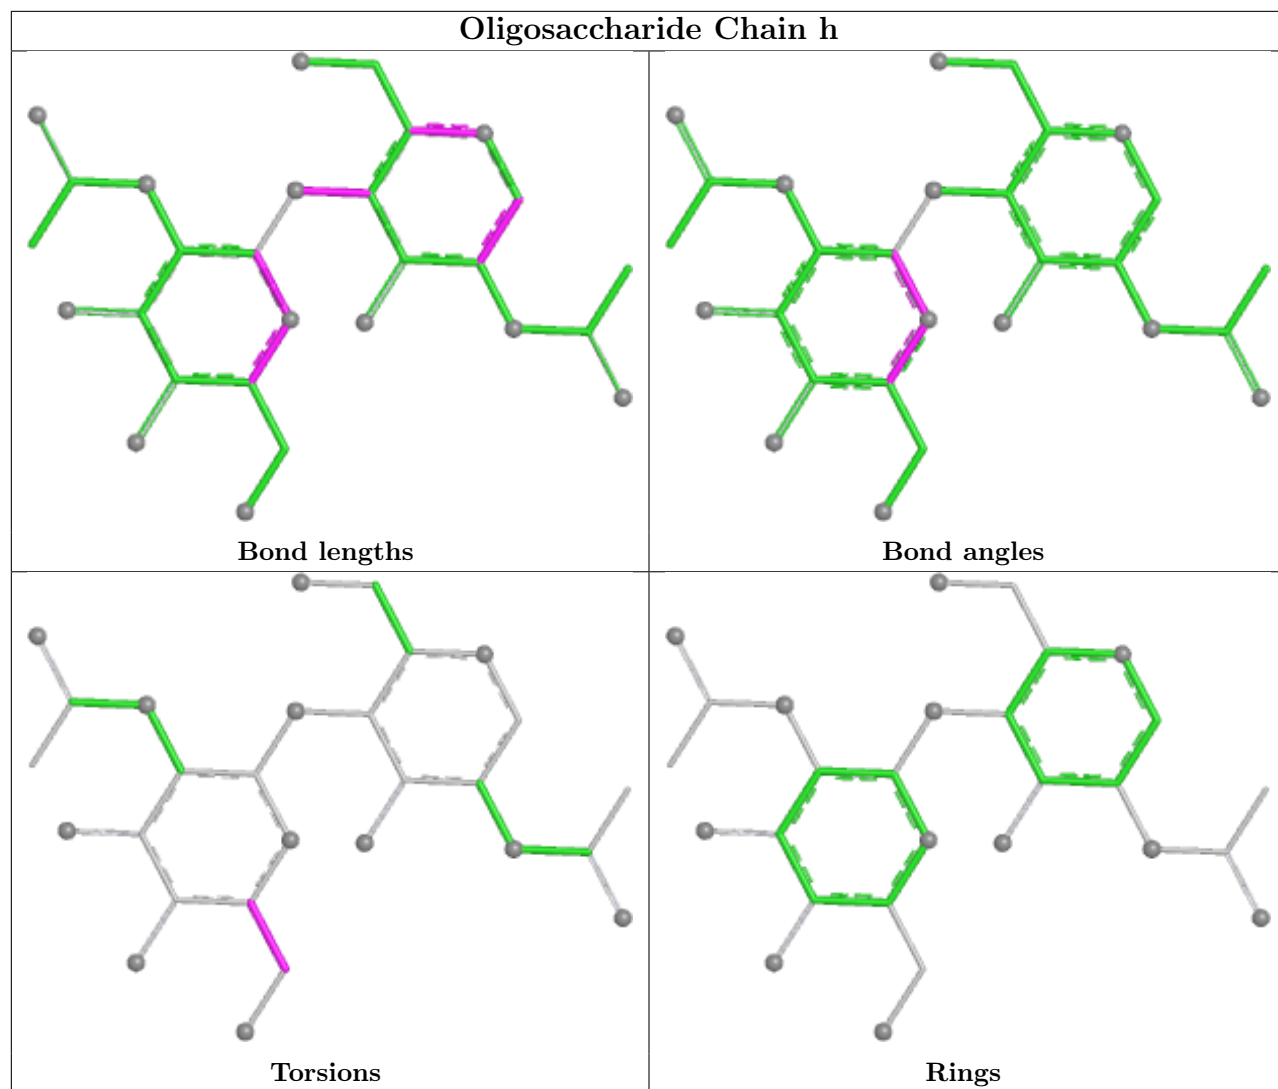 Oligosaccharide Chain h
Bond lengths
Bond angles
Torsions
Rings